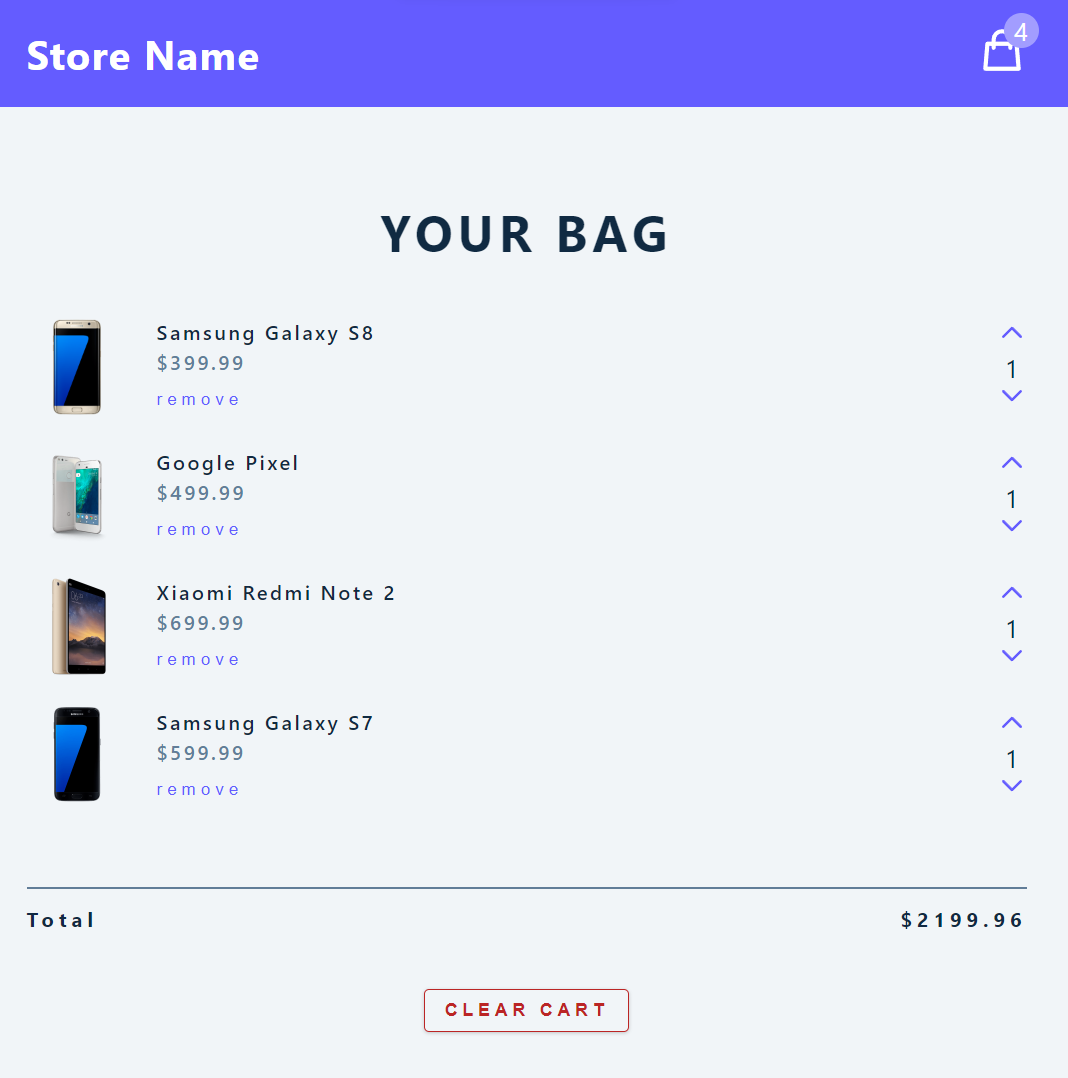 Store Name
4
YOUR BAG
Samsung Galaxy S8
$399.99
1
remove
Google Pixel
$499.99
1
remove
Xiaomi Redmi Note 2
$699.99
1
remove
Samsung Galaxy S7
$599.99
1
remove
Total $2199.96
CLEAR CART